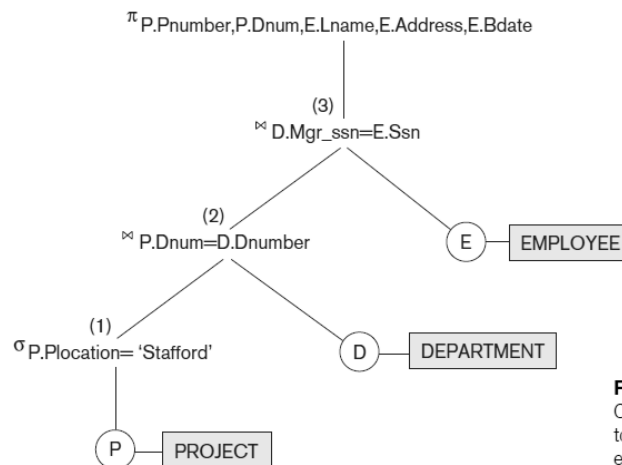 π P.Pnumber,P.Dnum,E.Lname,E.Address,E.Bdate
(3)
⋈ D.Mgr_ssn=E.Ssn
(2)
⋈ P.Dnum=D.Dnumber
E EMPLOYEE
(1)
σ P.Plocation= ‘Stafford’
D DEPARTMENT
P PROJECT